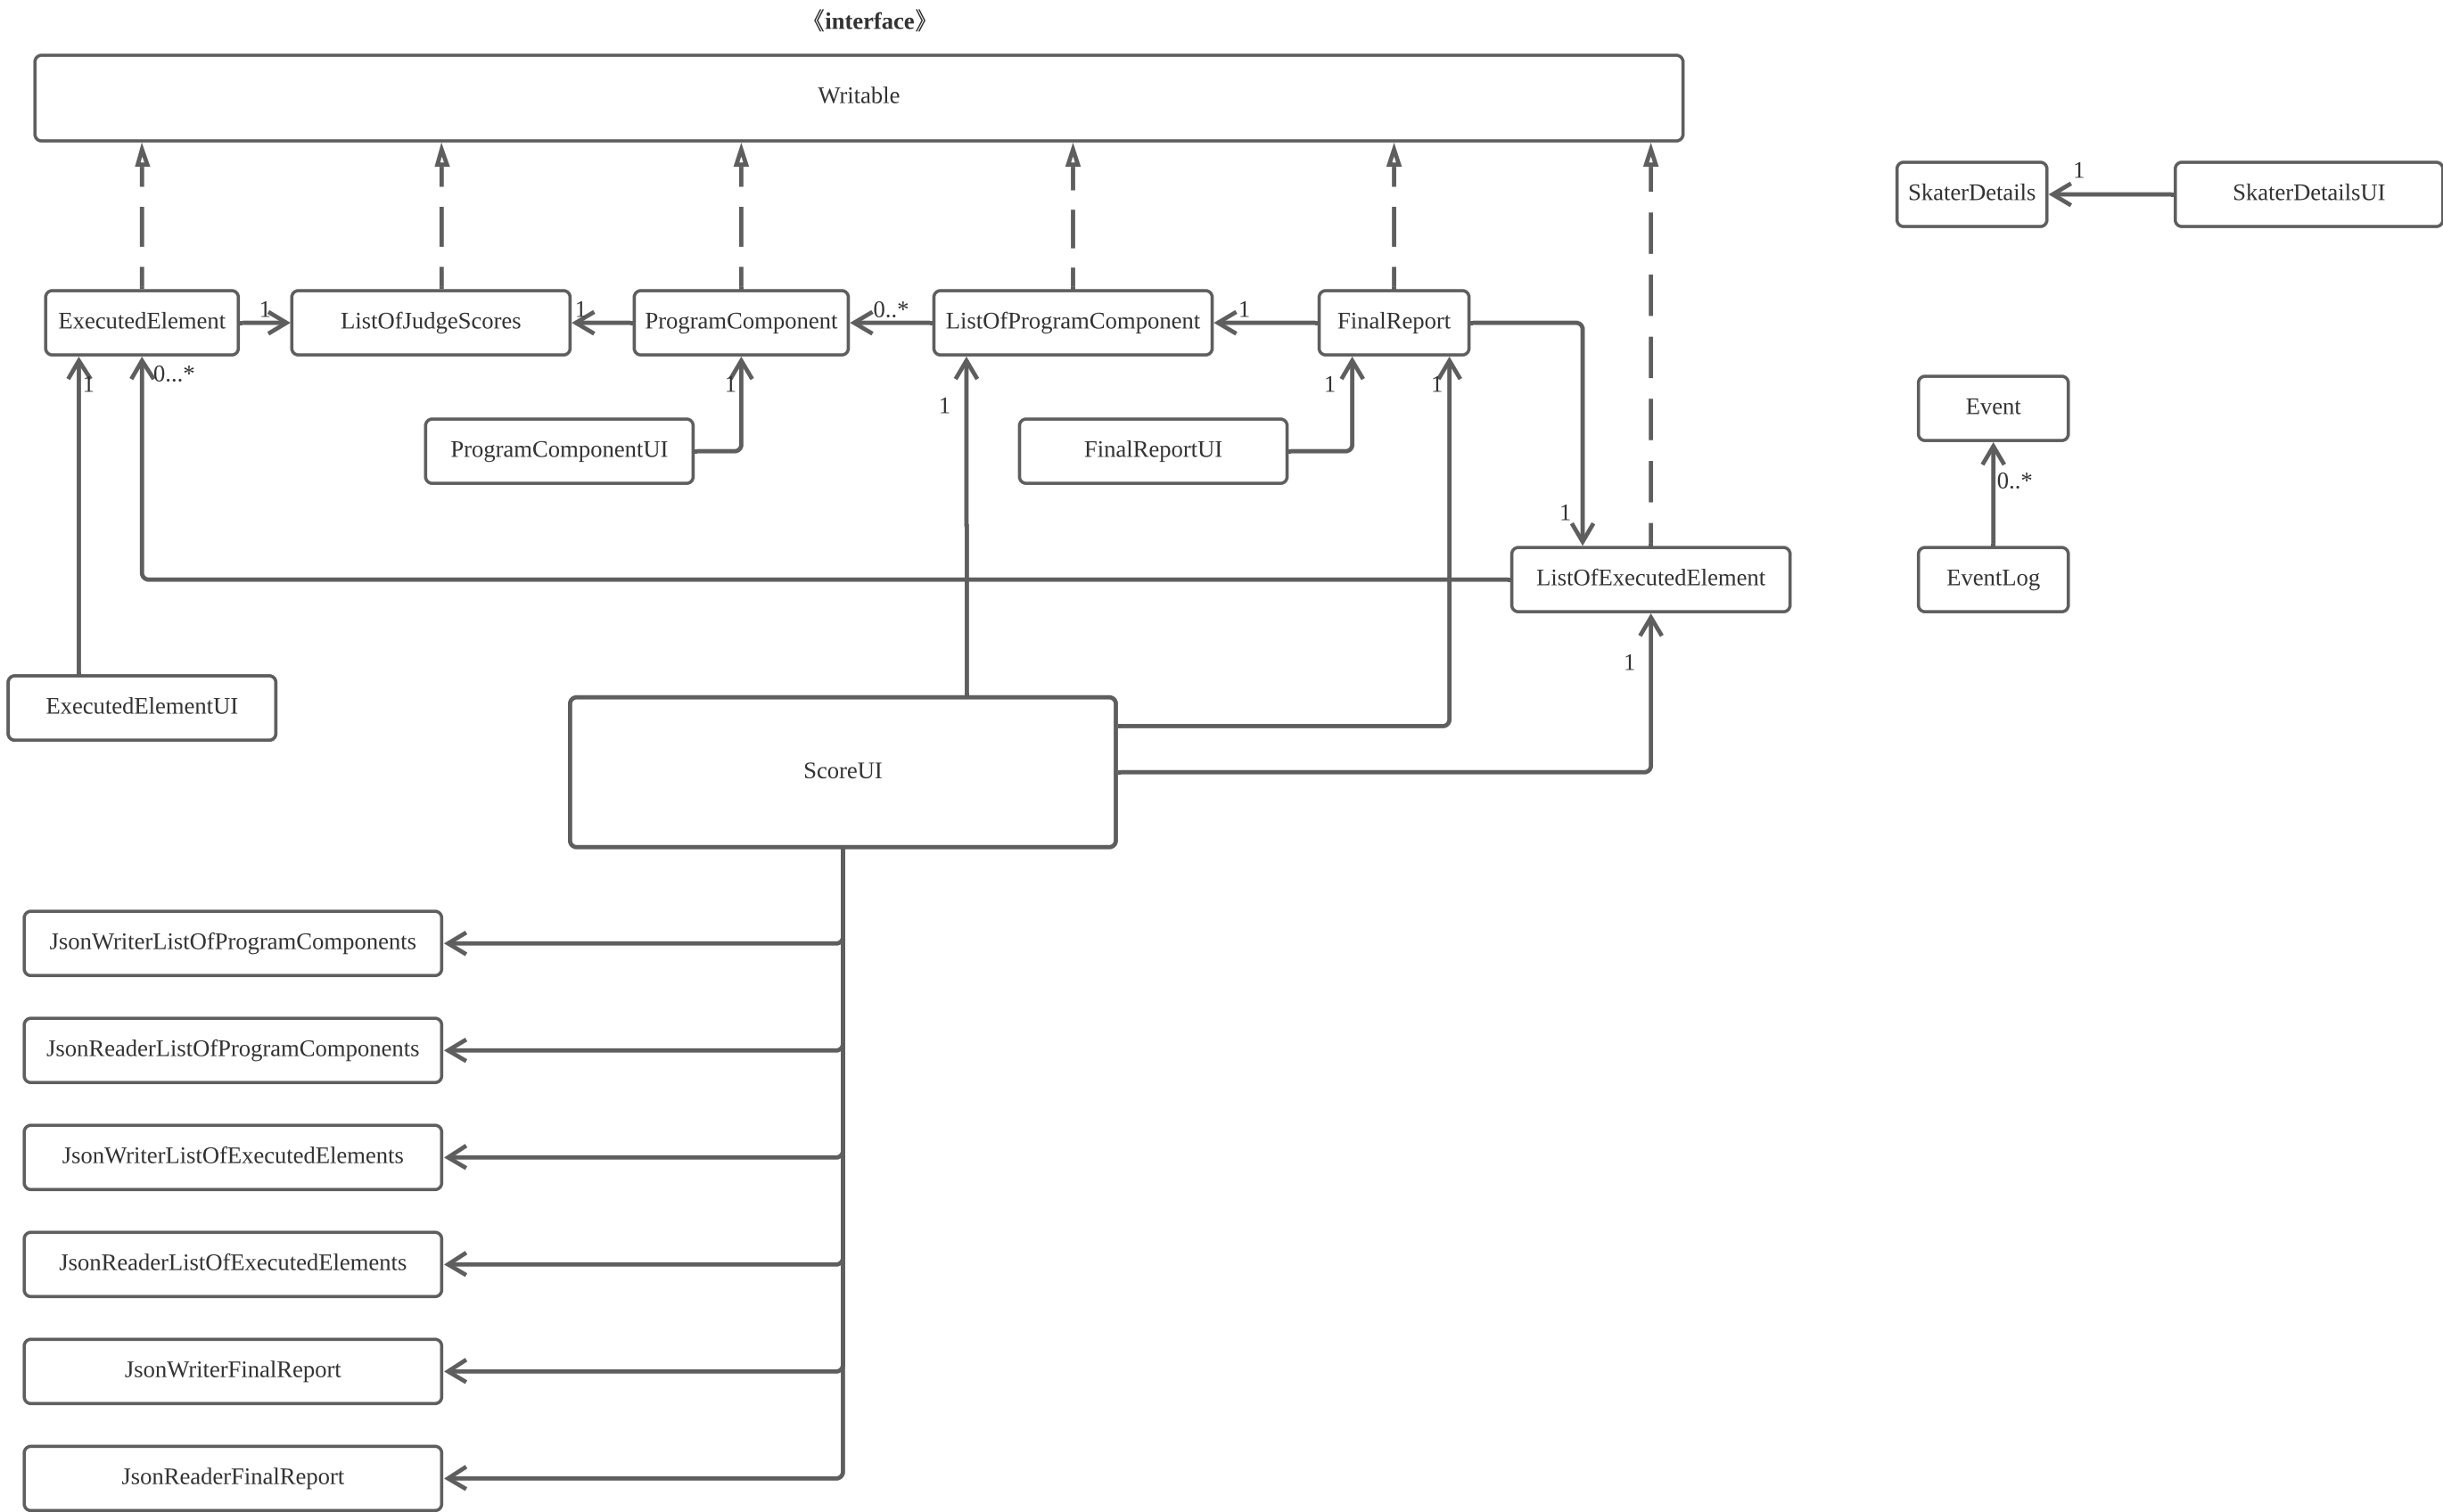 《interface》
Writable
1
SkaterDetails
SkaterDetailsUI
1
1
0..*
1
ExecutedElement
ListOfJudgeScores
ProgramComponent
ListOfProgramComponent
FinalReport
1
0...*
1
1
1
1
Event
ProgramComponentUI
FinalReportUI
0..*
1
ListOfExecutedElement
EventLog
1
ExecutedElementUI
ScoreUI
JsonWriterListOfProgramComponents
JsonReaderListOfProgramComponents
JsonWriterListOfExecutedElements
JsonReaderListOfExecutedElements
JsonWriterFinalReport
JsonReaderFinalReport